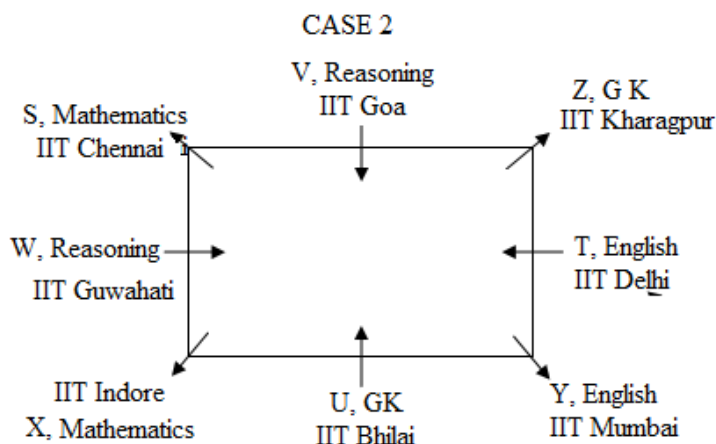 CASE 2
V, Reasoning
IIT Goa
Z, G K
IIT Kharagpur
S, Mathematics
IIT Chennai
W, Reasoning
IIT Guwahati
T, English
IIT Delhi
IIT Indore
X, Mathematics
U, GK
IIT Bhilai
Y, English
IIT Mumbai